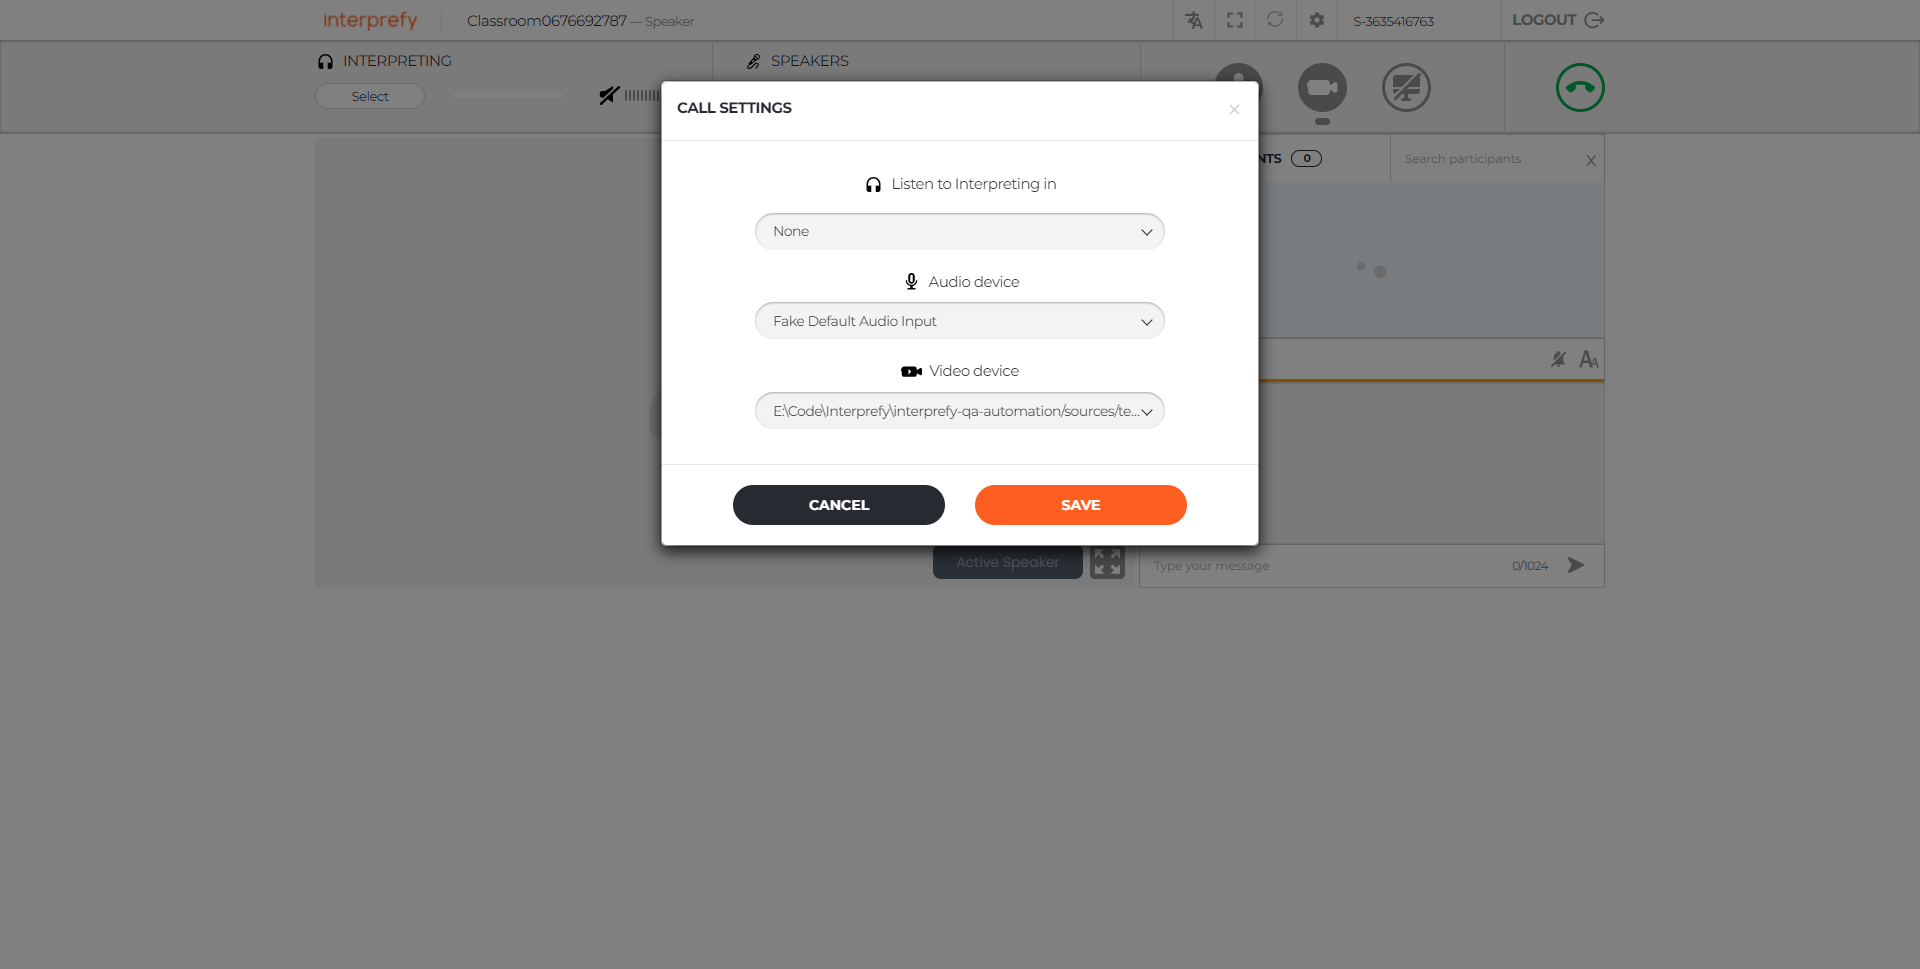 interprefy
Classroom0676692787 — Speaker
S-3635416763
LOGOUT
INTERPRETING
SPEAKERS
Select
CALL SETTINGS
×
NTS
0
Search participants
X
Listen to Interpreting in
None
Audio device
Fake Default Audio Input
Video device
E:\Code\Interprefy\interprefy-qa-automation/sources/te...
CANCEL
SAVE
Active Speaker
Type your message
0/1024